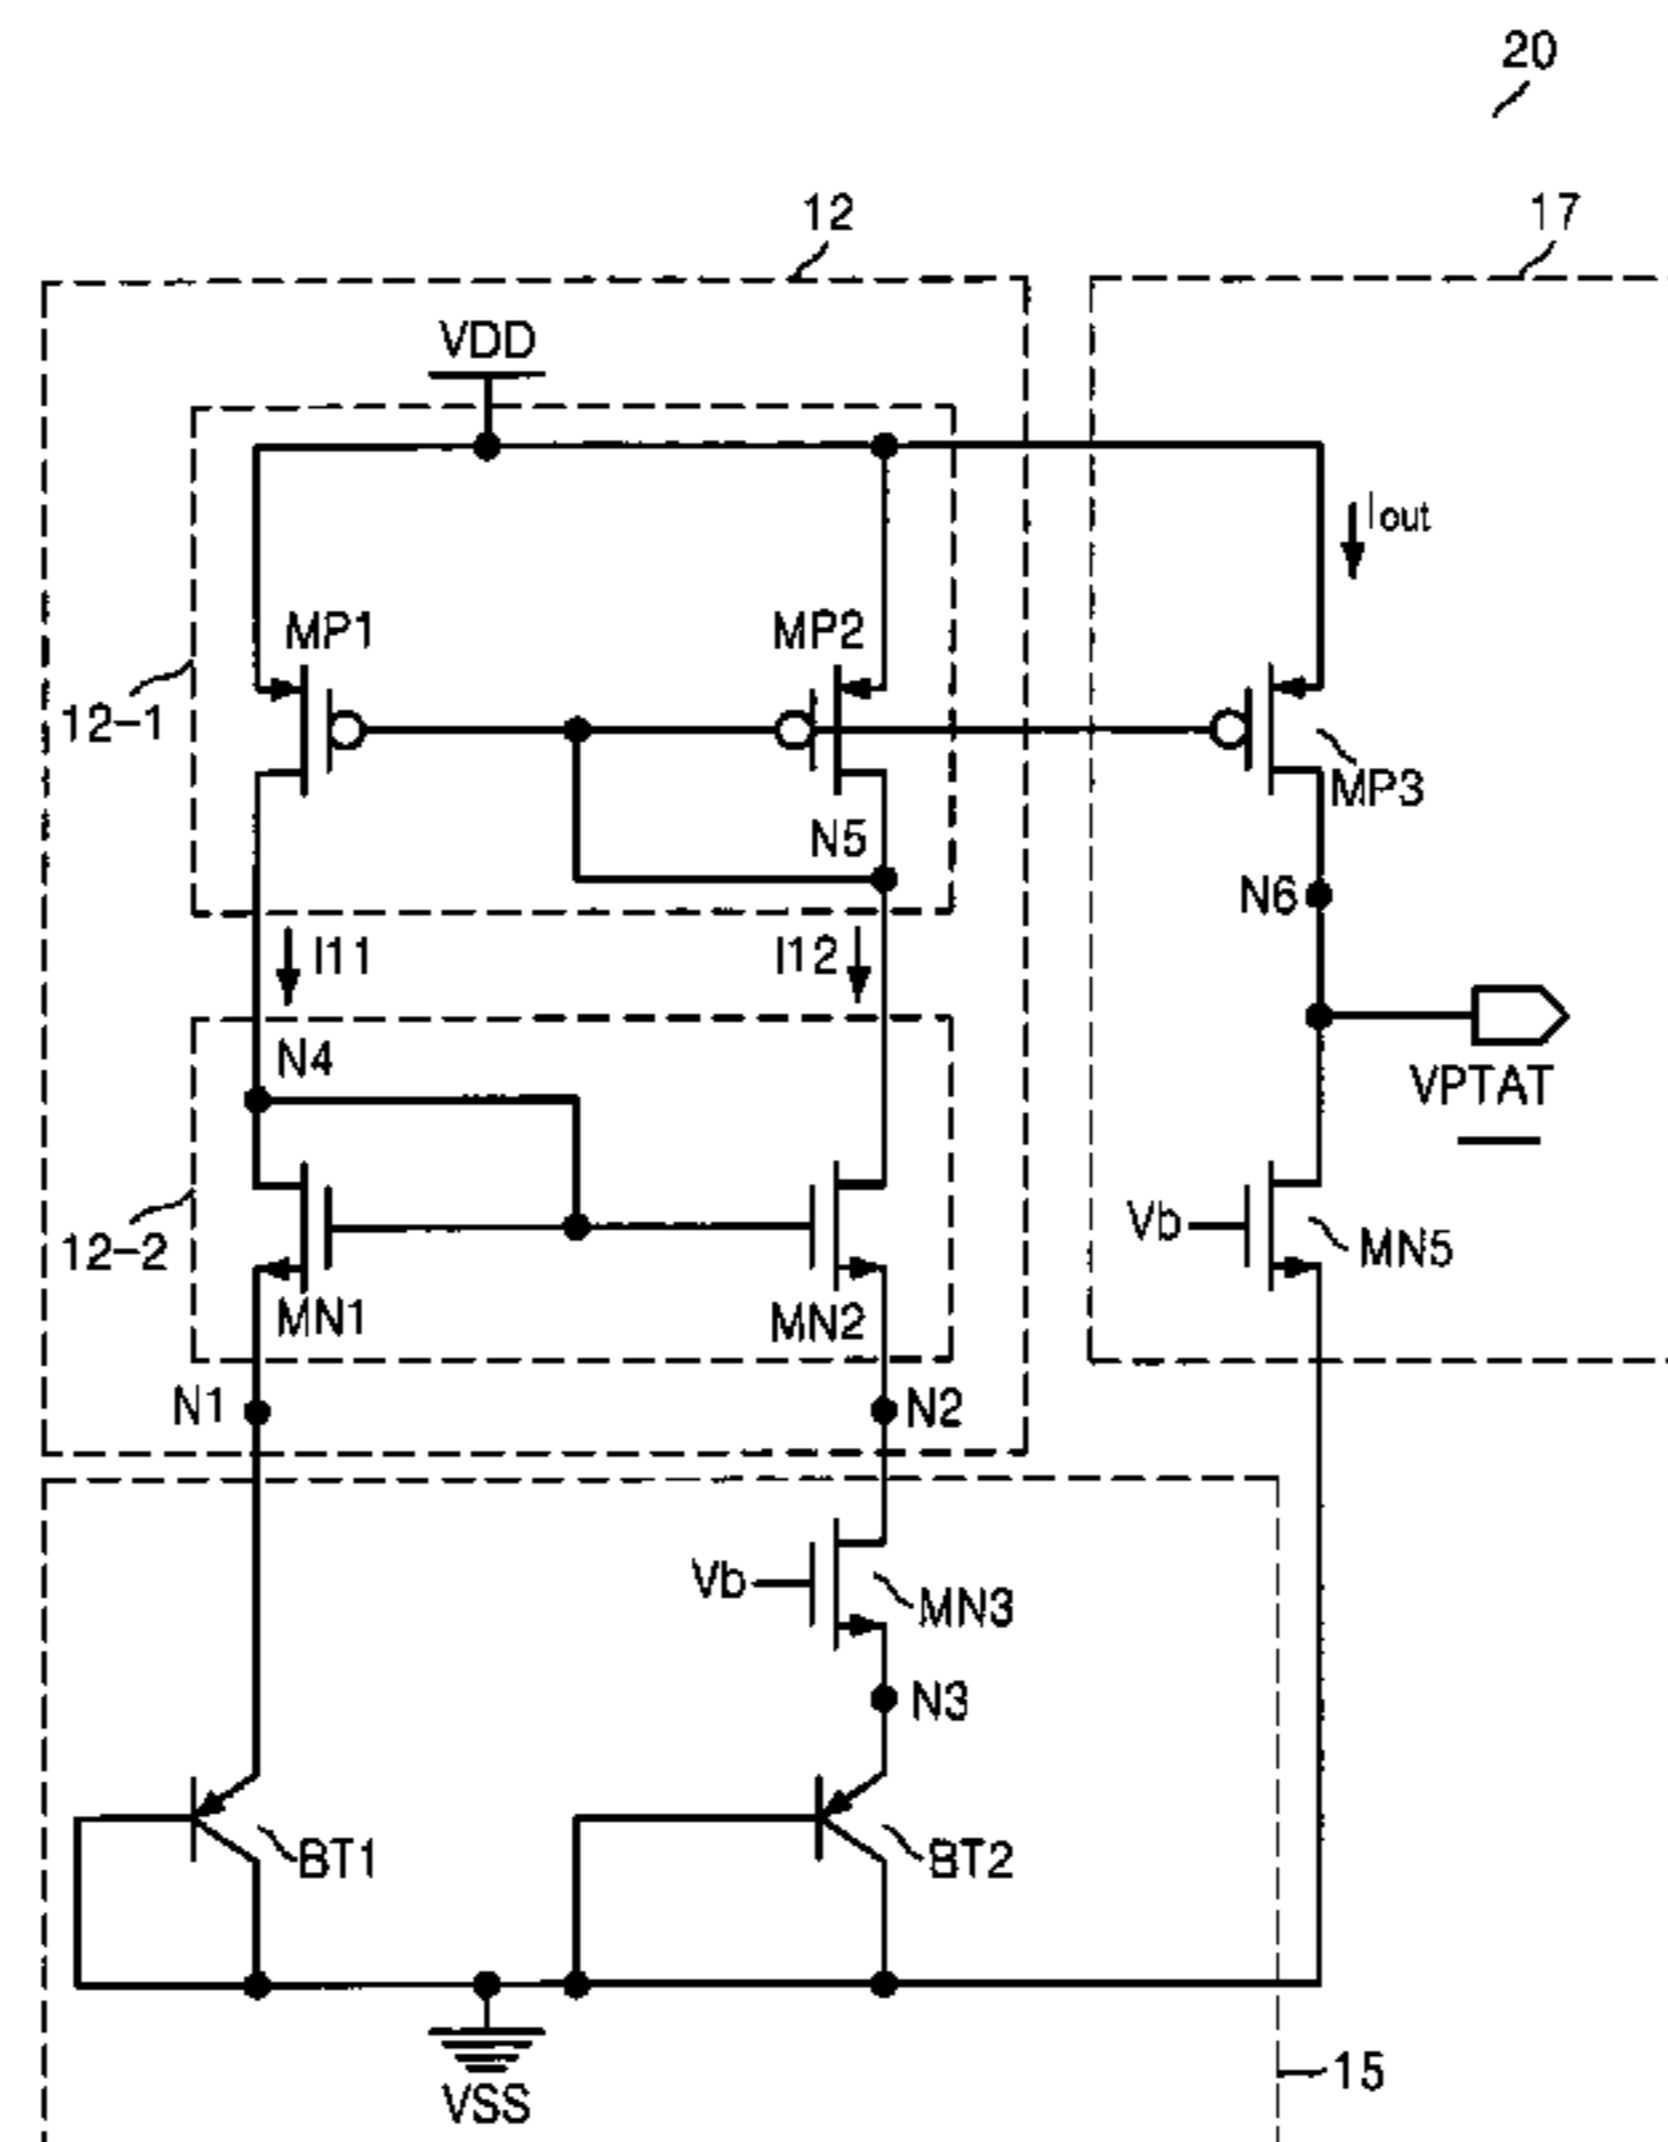 20
12
17
VDD
Iout
MP1
MP2
12-1
MP3
N5
N6
I11
I12
N4
VPTAT
Vb
MN5
12-2
MN1
MN2
N1
N2
Vb
MN3
N3
BT1
BT2
15
VSS